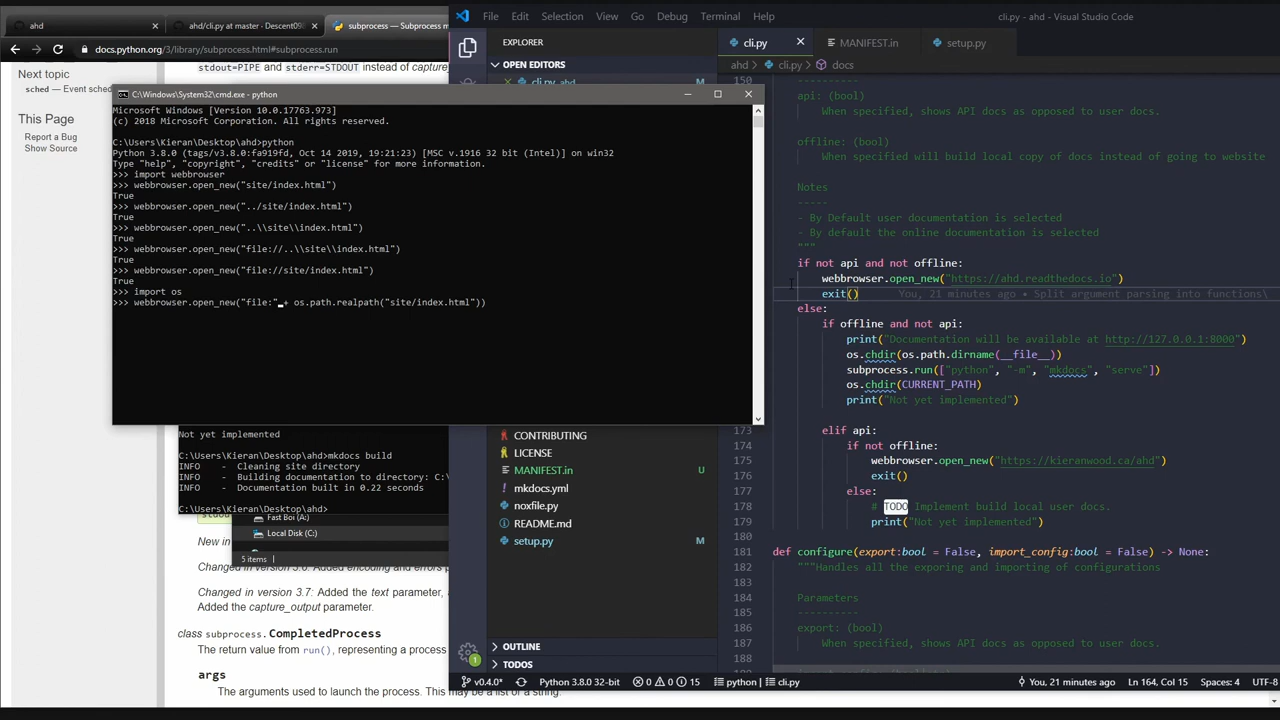 ahd
ahd/cli.py at master · Descent098
subprocess — Subprocess m
docs.python.org/3/library/subprocess.html#subprocess.run
Next topic
sched — Event sched
This Page
Report a Bug
Show Source
stdout=PIPE and stderr=STDOUT instead of capture
C:\Windows\System32\cmd.exe - python
Microsoft Windows [Version 10.0.17763.973]
(c) 2018 Microsoft Corporation. All rights reserved.
C:\Users\Kieran\Desktop\ahd>python
Python 3.8.0 (tags/v3.8.0:fa919fd, Oct 14 2019, 19:21:23) [MSC v.1916 32 bit (Intel)] on win32
Type "help", "copyright", "credits" or "license" for more information.
>>> import webbrowser
>>> webbrowser.open_new("site/index.html")
True
>>> webbrowser.open_new("../site/index.html")
True
>>> webbrowser.open_new("..\\site\\index.html")
True
>>> webbrowser.open_new("file://..\\site\\index.html")
True
>>> webbrowser.open_new("file://site/index.html")
True
>>> import os
>>> webbrowser.open_new("file:" + os.path.realpath("site/index.html"))
Not yet implemented
C:\Users\Kieran\Desktop\ahd>mkdocs build
INFO    -  Cleaning site directory
INFO    -  Building documentation to directory: C:\
INFO    -  Documentation built in 0.22 seconds
C:\Users\Kieran\Desktop\ahd>
Fast Boi (A:)
Local Disk (C:)
5 items
New in
Changed in version 3.6: Added encoding and errors p
Changed in version 3.7: Added the text parameter, a
Added the capture_output parameter.
class subprocess.CompletedProcess
The return value from run(), representing a process
args
The arguments used to launch the process. This may be a list or a string.
File Edit Selection View Go Debug Terminal Help
cli.py - ahd - Visual Studio Code
EXPLORER
OPEN EDITORS
cli.py ahd M
CONTRIBUTING
LICENSE
MANIFEST.in U
mkdocs.yml
noxfile.py
README.md
setup.py M
OUTLINE
TODOS
cli.py
MANIFEST.in
setup.py
ahd > cli.py > docs
150 ----------
api: (bool)
When specified, shows API docs as opposed to user docs.
offline: (bool)
When specified will build local copy of docs instead of going to website
Notes
-----
- By Default user documentation is selected
- By default the online documentation is selected
"""
if not api and not offline:
webbrowser.open_new("https://ahd.readthedocs.io")
exit() You, 21 minutes ago • Split argument parsing into functions\
else:
if offline and not api:
print("Documentation will be available at http://127.0.0.1:8000")
os.chdir(os.path.dirname(__file__))
subprocess.run(["python", "-m", "mkdocs", "serve"])
os.chdir(CURRENT_PATH)
print("Not yet implemented")
172
173 elif api:
174 if not offline:
175 webbrowser.open_new("https://kieranwood.ca/ahd")
176 exit()
177 else:
178 # TODO Implement build local user docs.
179 print("Not yet implemented")
180
181 def configure(export:bool = False, import_config:bool = False) -> None:
182 """Handles all the exporing and importing of configurations
183
184 Parameters
185 ----------
186 export: (bool)
187 When specified, shows API docs as opposed to user docs.
188
v0.4.0* Python 3.8.0 32-bit 0 0 15 python | cli.py You, 21 minutes ago Ln 164, Col 15 Spaces: 4 UTF-8